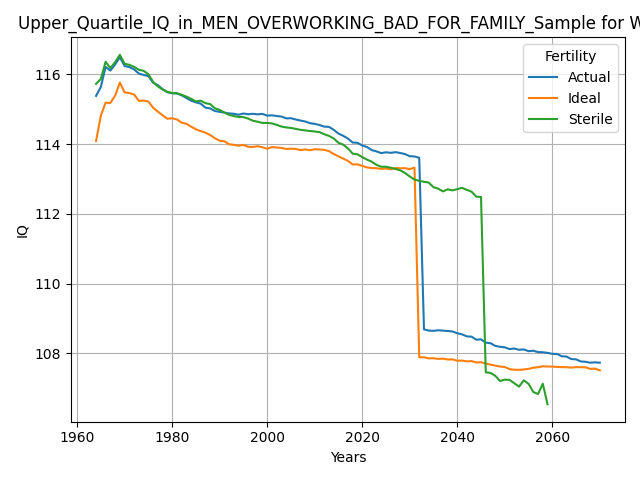 Upper_Quartile_IQ_in_MEN_OVERWORKING_BAD_FOR_FAMILY_Sample for W
Fertility
Actual
Ideal
Sterile
116
114
112
110
108
IQ
1960
1980
2000
2020
2040
2060
Years